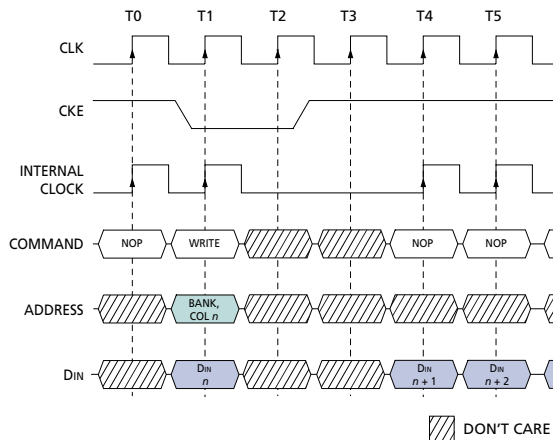 T0 T1 T2 T3 T4 T5
CLK
CKE
INTERNAL
CLOCK
COMMAND NOP WRITE NOP NOP
ADDRESS BANK,
COL n
DIN DIN
n DIN
n + 1 DIN
n + 2
DON'T CARE